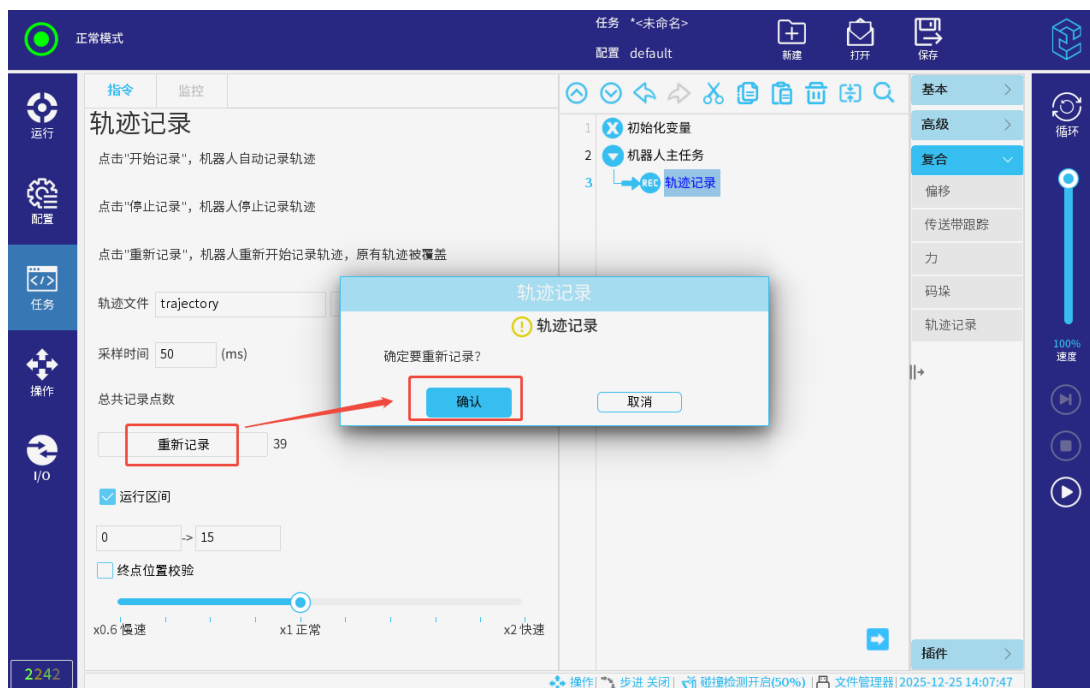 正常模式
任务 *<未命名>
配置 default
新建
打开
保存
运行
配置
任务
操作
I/O
2242
指令
监控
轨迹记录
点击"开始记录"，机器人自动记录轨迹
点击"停止记录"，机器人停止记录轨迹
点击"重新记录"，机器人重新开始记录轨迹，原有轨迹被覆盖
轨迹文件 trajectory
采样时间 50 (ms)
总共记录点数
重新记录 39
运行区间
0 -> 15
终点位置校验
x0.6 慢速 x1 正常 x2 快速
1 初始化变量
2 机器人主任务
3 REC 轨迹记录
轨迹记录
轨迹记录
确定要重新记录？
确认 取消
基本
高级
复合
偏移
传送带跟踪
力
码垛
轨迹记录
插件
循环
100%
速度
操作| 步进 关闭| 碰撞检测开启(50%) | 文件管理器| 2025-12-25 14:07:47